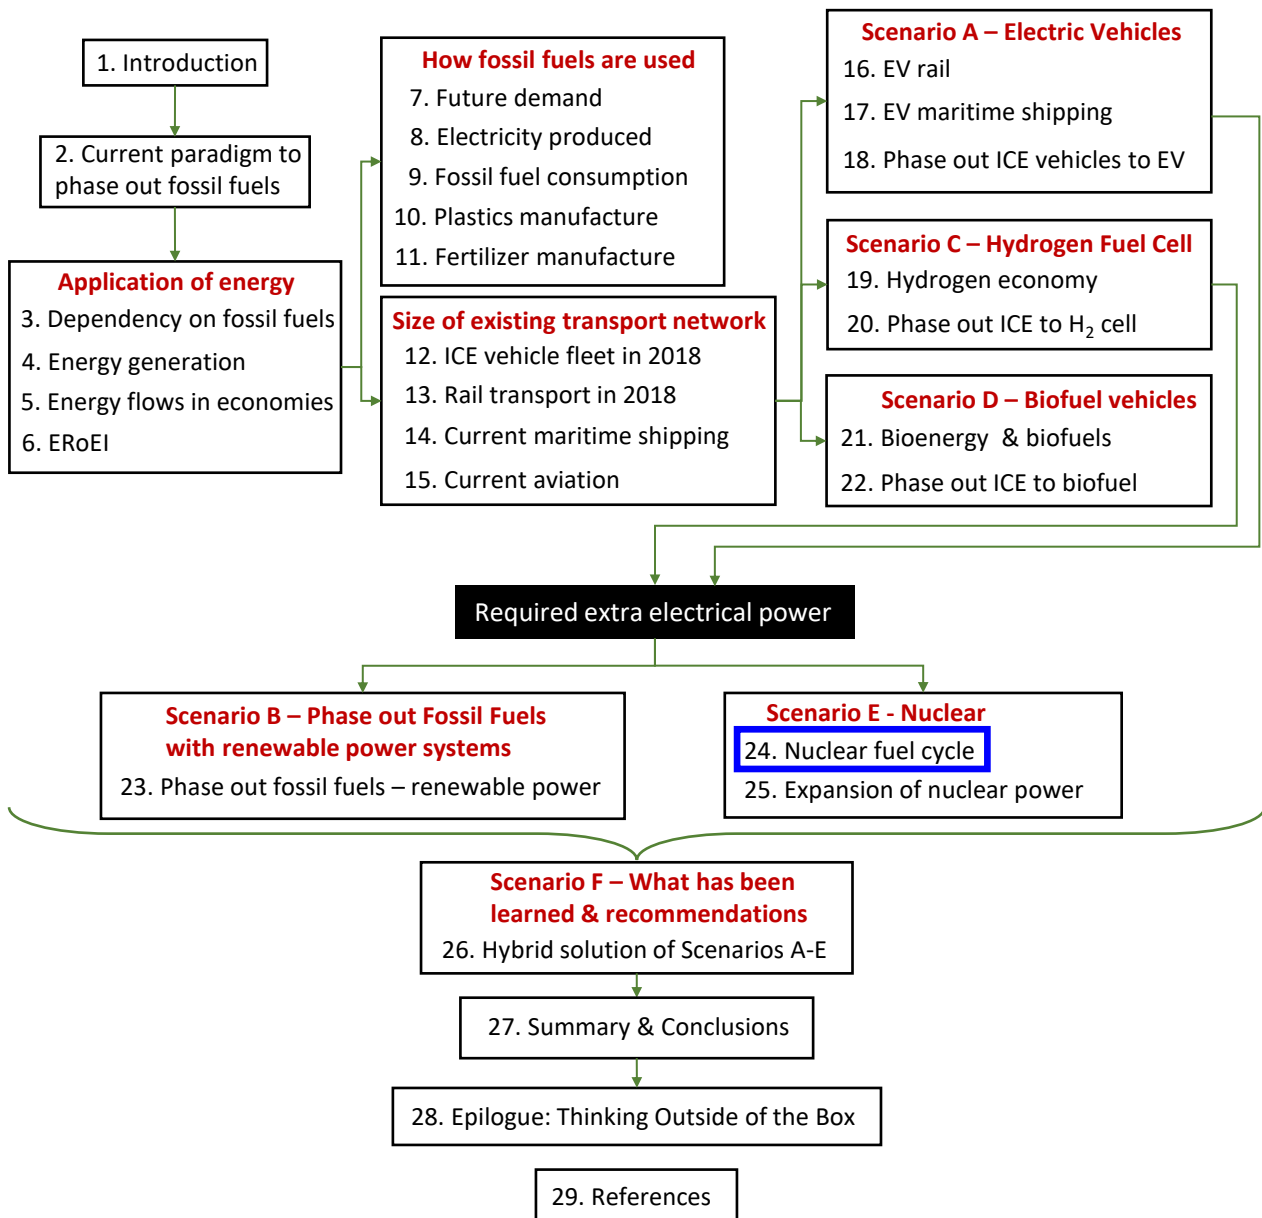 1. Introduction
2. Current paradigm to
phase out fossil fuels
Application of energy
3. Dependency on fossil fuels
4. Energy generation
5. Energy flows in economies
6. ERoEI
How fossil fuels are used
7. Future demand
8. Electricity produced
9. Fossil fuel consumption
10. Plastics manufacture
11. Fertilizer manufacture
Size of existing transport network
12. ICE vehicle fleet in 2018
13. Rail transport in 2018
14. Current maritime shipping
15. Current aviation
Scenario A – Electric Vehicles
16. EV rail
17. EV maritime shipping
18. Phase out ICE vehicles to EV
Scenario C – Hydrogen Fuel Cell
19. Hydrogen economy
20. Phase out ICE to H₂ cell
Scenario D – Biofuel vehicles
21. Bioenergy & biofuels
22. Phase out ICE to biofuel
Required extra electrical power
Scenario B – Phase out Fossil Fuels
with renewable power systems
23. Phase out fossil fuels – renewable power
Scenario E - Nuclear
24. Nuclear fuel cycle
25. Expansion of nuclear power
Scenario F – What has been
learned & recommendations
26. Hybrid solution of Scenarios A-E
27. Summary & Conclusions
28. Epilogue: Thinking Outside of the Box
29. References